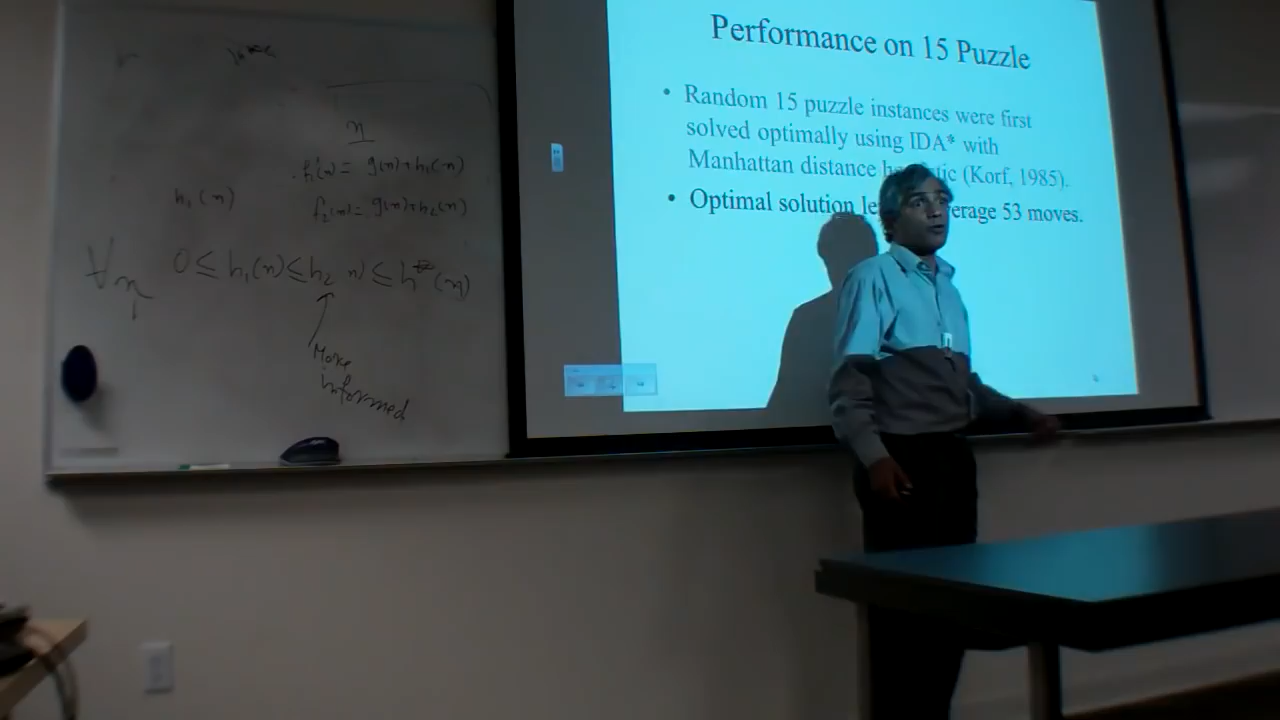 n
f₁(n) = g(n)+h₁(n)
h₁(n)
f₂(n) = g(n)+h₂(n)
∀n 0 ≤ h₁(n) ≤ h₂ n) ≤ h*(n)
More
informed
Performance on 15 Puzzle
• Random 15 puzzle instances were first
solved optimally using IDA* with
Manhattan distance (Korf, 1985).
• Optimal solution 53 moves.